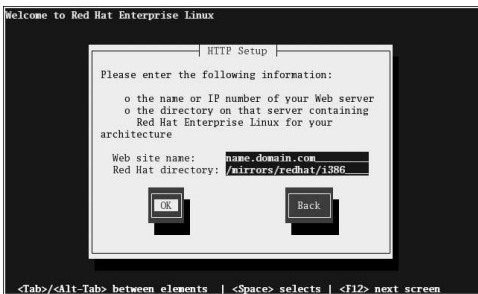 Welcome to Red Hat Enterprise Linux
HTTP Setup
Please enter the following information:
o the name or IP number of your Web server
o the directory on that server containing
Red Hat Enterprise Linux for your
architecture
Web site name: name.domain.com
Red Hat directory: /mirrors/redhat/i386
OK Back
<Tab>/<Alt-Tab> between elements | <Space> selects | <F12> next screen